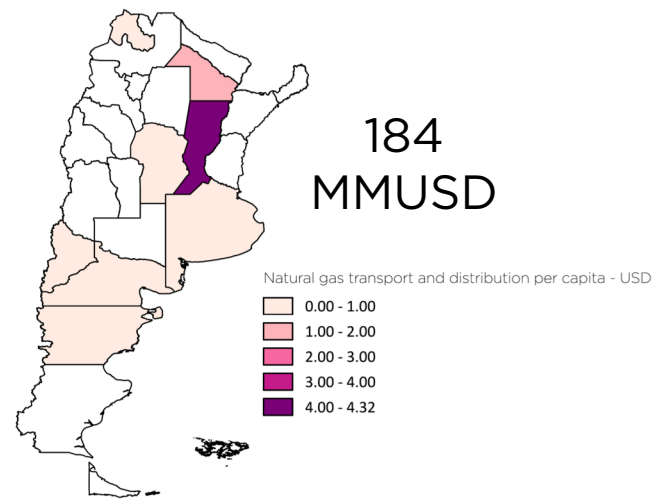 184
MMUSD
Natural gas transport and distribution per capita - USD
0.00 - 1.00
1.00 - 2.00
2.00 - 3.00
3.00 - 4.00
4.00 - 4.32